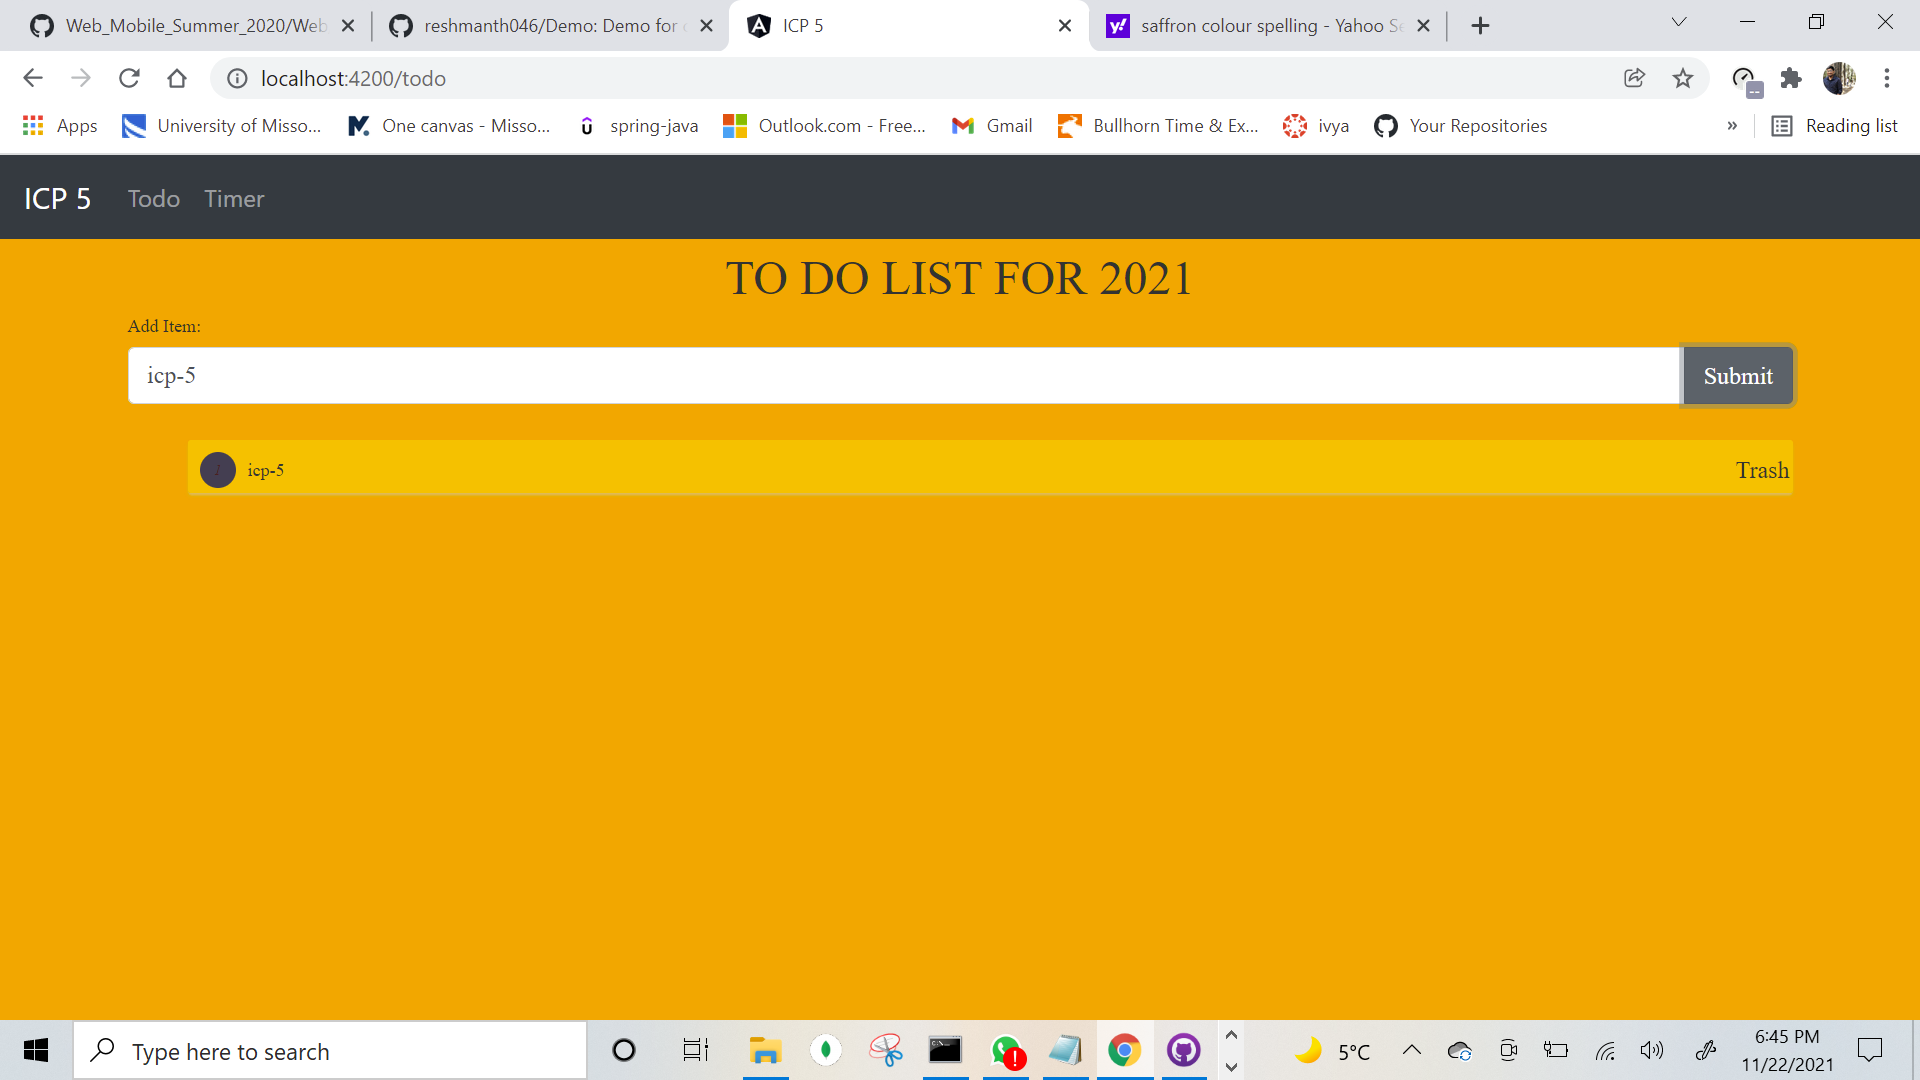 Web_Mobile_Summer_2020/Web
reshmanth046/Demo: Demo for
ICP 5
saffron colour spelling - Yahoo Se
localhost:4200/todo
Apps
University of Misso...
One canvas - Misso...
spring-java
Outlook.com - Free...
Gmail
Bullhorn Time & Ex...
ivya
Your Repositories
»
Reading list
ICP 5 Todo Timer
TO DO LIST FOR 2021
Add Item:
icp-5 Submit
icp-5 Trash
Type here to search
5°C
6:45 PM
11/22/2021